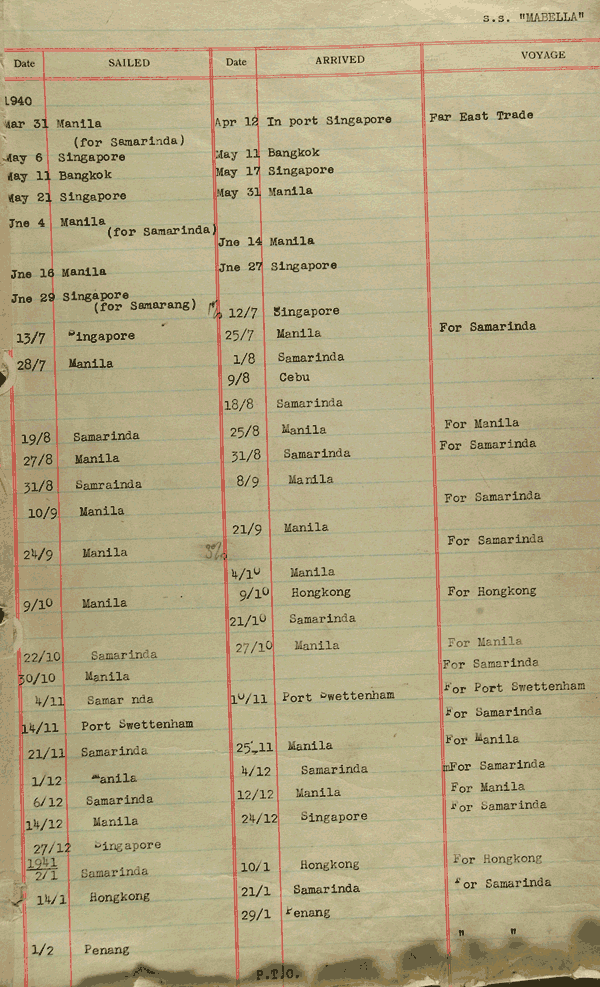 S.S. "MABELLA"
Date SAILED Date ARRIVED VOYAGE
1940
Mar 31 Manila Apr 12 In port Singapore Far East Trade
(for Samarinda)
May 6 Singapore May 11 Bangkok
May 11 Bangkok May 17 Singapore
May 21 Singapore May 31 Manila
Jne 4 Manila
(for Samarinda)
Jne 14 Manila
Jne 16 Manila Jne 27 Singapore
Jne 29 Singapore
(for Samarang) 12/7 Singapore
13/7 Singapore 25/7 Manila For Samarinda
28/7 Manila 1/8 Samarinda
9/8 Cebu
18/8 Samarinda
19/8 Samarinda 25/8 Manila For Manila
27/8 Manila 31/8 Samarinda For Samarinda
31/8 Samrainda 8/9 Manila
10/9 Manila For Samarinda
21/9 Manila
24/9 Manila For Samarinda
4/10 Manila
9/10 Manila 9/10 Hongkong For Hongkong
21/10 Samarinda
22/10 Samarinda 27/10 Manila For Manila
30/10 Manila For Samarinda
4/11 Samar nda 10/11 Port Swettenham For Port Swettenham
14/11 Port Swettenham For Samarinda
21/11 Samarinda 25 11 Manila For Manila
1/12 Manila 4/12 Samarinda mFor Samarinda
6/12 Samarinda 12/12 Manila For Manila
14/12 Manila 24/12 Singapore For Samarinda
27/12 Singapore
1941
2/1 Samarinda 10/1 Hongkong For Hongkong
14/1 Hongkong 21/1 Samarinda For Samarinda
29/1 Penang
1/2 Penang " "
P.T.O.